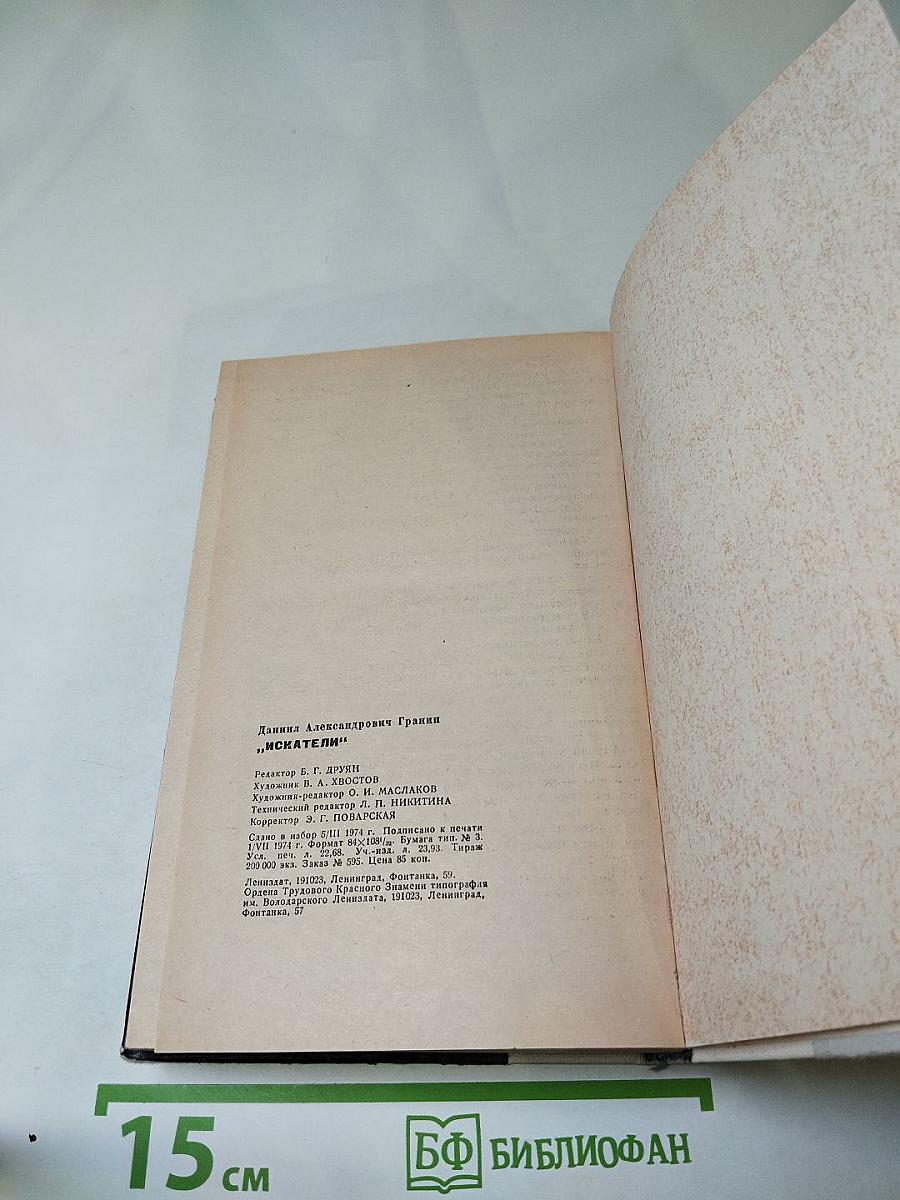 Даниил Александрович Гранин
„ИСКАТЕЛИ“
Редактор Б. Г. ДРУЯН
Художник В. А. ХВОСТОВ
Художник-редактор О. И. МАСЛАКОВ
Технический редактор Л. П. НИКИТИНА
Корректор Э. Г. ПОВАРСКАЯ
Сдано в набор 5/III 1974 г. Подписано к печати
1/VII 1974 г. Формат 84×108¹/₃₂. Бумага тип. № 3.
Усл. печ. л. 22,68. Уч.-изд. л. 23,93. Тираж
200 000 экз. Заказ № 595. Цена 85 коп.
Лениздат, 191023, Ленинград, Фонтанка, 59.
Ордена Трудового Красного Знамени типография
им. Володарского Лениздата, 191023, Ленинград,
Фонтанка, 57
15 см
БФ БИБЛИОФАН